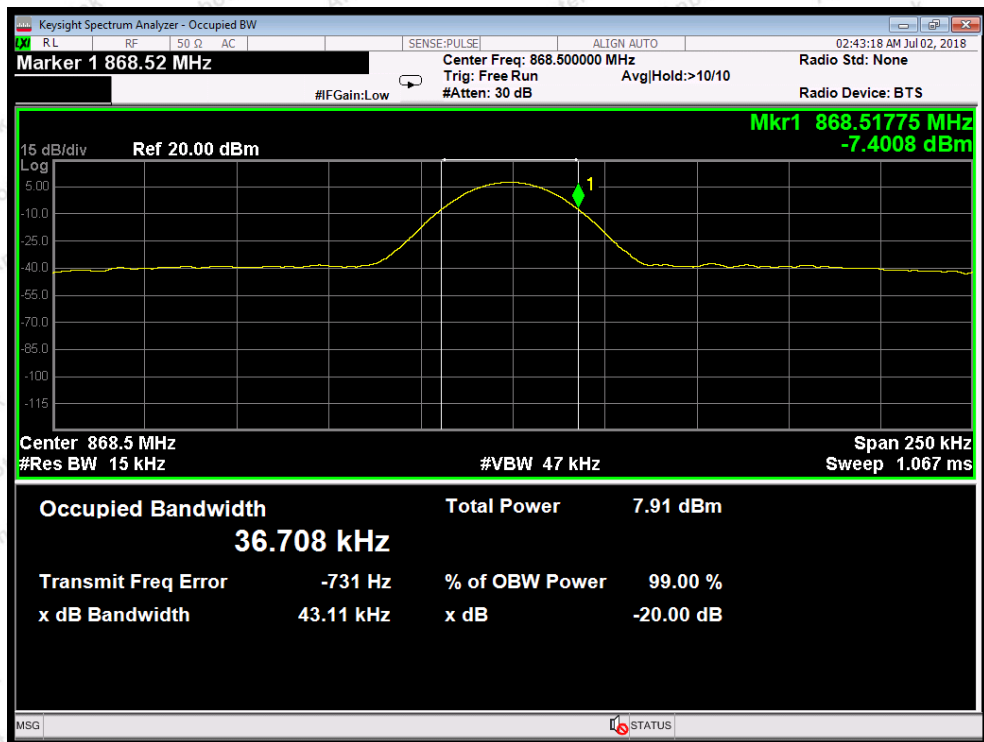 Keysight Spectrum Analyzer - Occupied BW
LXI RL RF 50 Ω AC SENSE:PULSE ALIGN AUTO 02:43:18 AM Jul 02, 2018
Marker 1 868.52 MHz Center Freq: 868.500000 MHz Radio Std: None
Trig: Free Run Avg|Hold:>10/10
#IFGain:Low #Atten: 30 dB Radio Device: BTS
Mkr1 868.51775 MHz
15 dB/div Ref 20.00 dBm -7.4008 dBm
Log
5.00
1
-10.0
-25.0
-40.0
-55.0
-70.0
-85.0
-100
-115
Center 868.5 MHz Span 250 kHz
#Res BW 15 kHz #VBW 47 kHz Sweep 1.067 ms
Occupied Bandwidth Total Power 7.91 dBm
36.708 kHz
Transmit Freq Error -731 Hz % of OBW Power 99.00 %
x dB Bandwidth 43.11 kHz x dB -20.00 dB
MSG STATUS